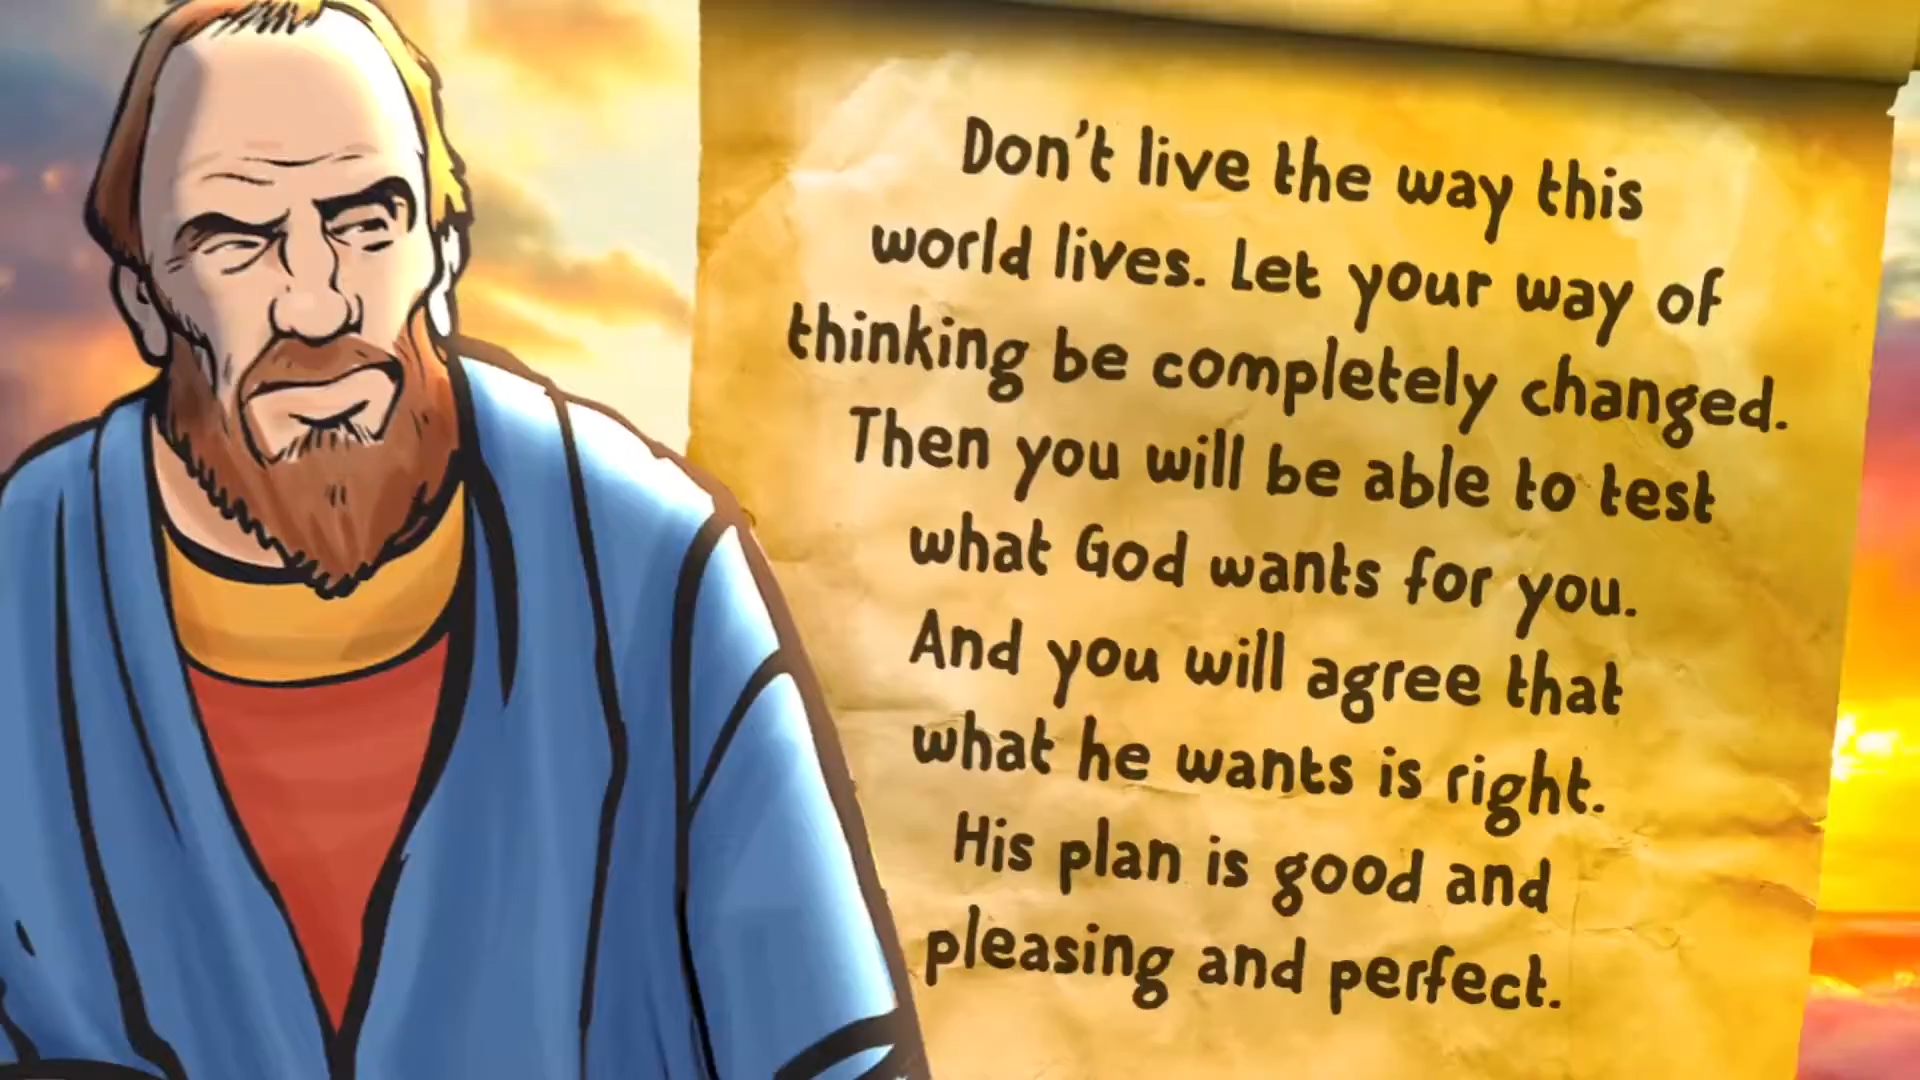 Don't live the way this
world lives. Let your way of
thinking be completely changed.
Then you will be able to test
what God wants for you.
And you will agree that
what he wants is right.
His plan is good and
pleasing and perfect.